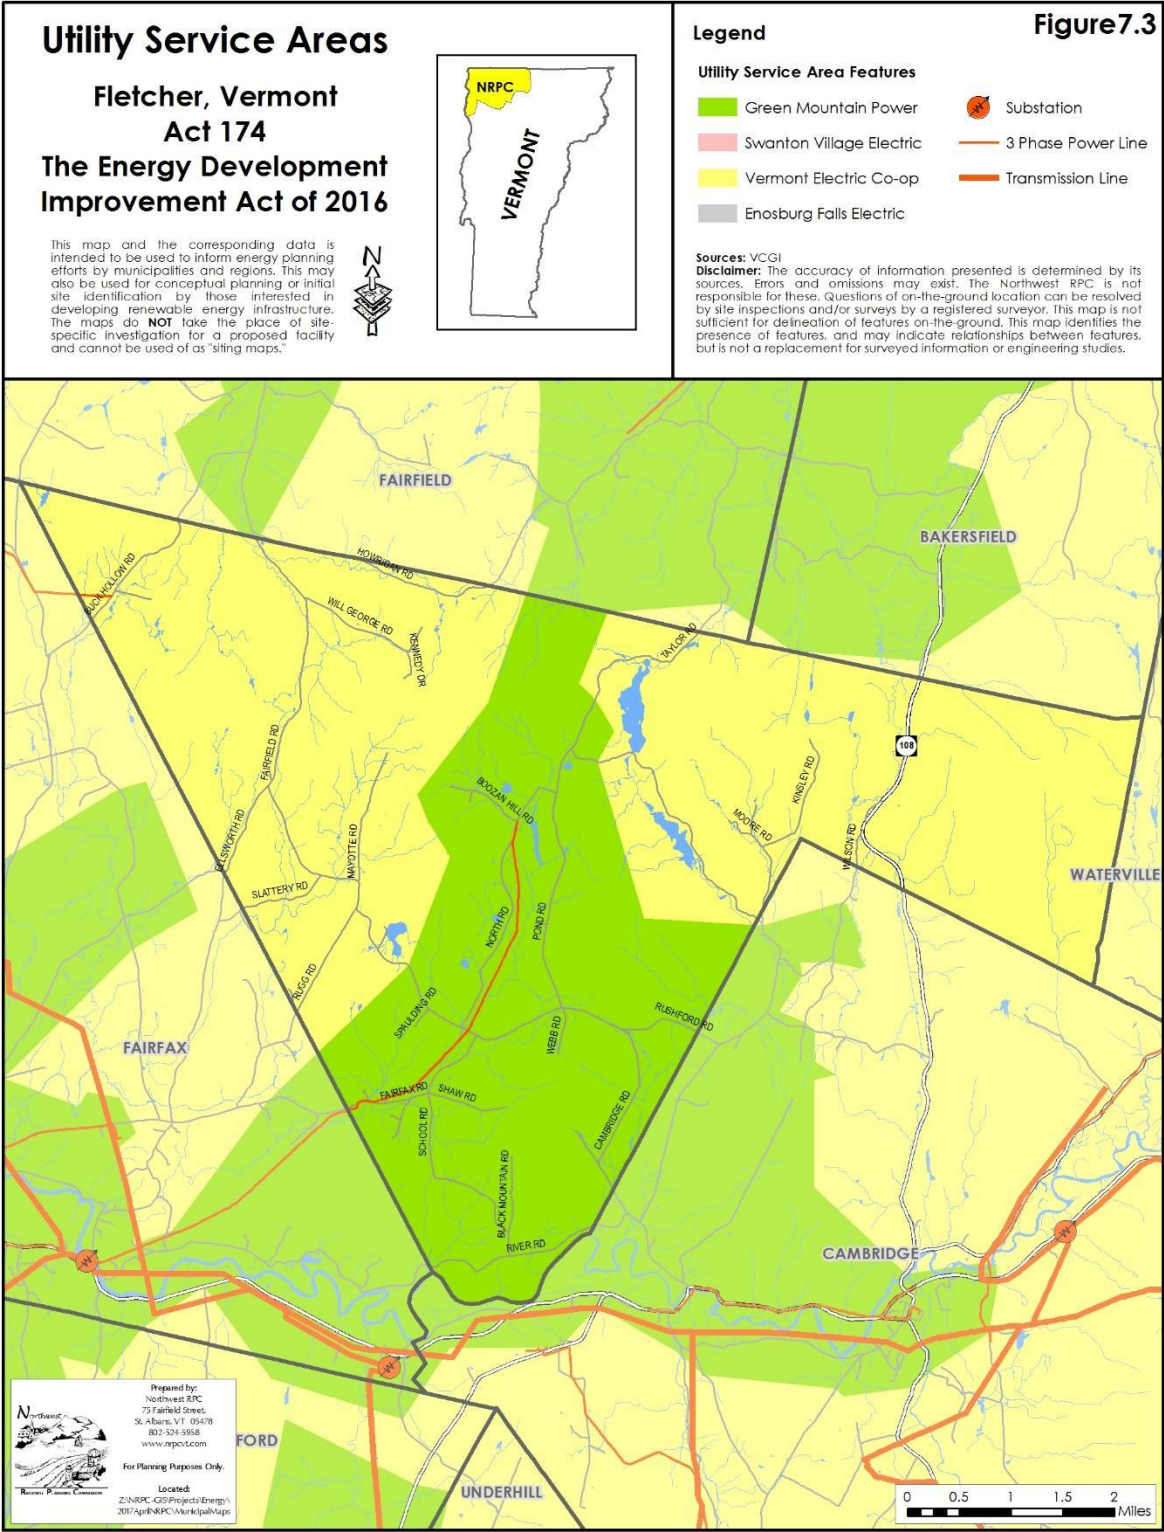 Utility Service Areas
Fletcher, Vermont
Act 174
The Energy Development
Improvement Act of 2016
This map and the corresponding data is
intended to be used to inform energy planning
efforts by municipalities and regions. This may
also be used for conceptual planning or initial
site identification by those interested in
developing renewable energy infrastructure.
The maps do NOT take the place of site-
specific investigation for a proposed facility
and cannot be used of as "siting maps."
N
NRPC
VERMONT
Figure7.3
Legend
Utility Service Area Features
Green Mountain Power
Swanton Village Electric
Vermont Electric Co-op
Enosburg Falls Electric
Substation
3 Phase Power Line
Transmission Line
Sources: VCGI
Disclaimer: The accuracy of information presented is determined by its
sources. Errors and omissions may exist. The Northwest RPC is not
responsible for these. Questions of on-the-ground location can be resolved
by site inspections and/or surveys by a registered surveyor. This map is not
sufficient for delineation of features on-the-ground. This map identifies the
presence of features, and may indicate relationships between features,
but is not a replacement for surveyed information or engineering studies.
FAIRFIELD
BAKERSFIELD
HOWRIGAN RD
BUCK HOLLOW RD
WILL GEORGE RD
KENNEDY DR
TAYLOR RD
FAIRFIELD RD
108
BOOZAN HILL RD
KINSLEY RD
MOORE RD
ELLSWORTH RD
MAYOTTE RD
WILSON RD
WATERVILLE
SLATTERY RD
NORTH RD
POND RD
RUGG RD
SPAULDING RD
WEBB RD
RUSHFORD RD
FAIRFAX
FAIRFAX RD
SHAW RD
SCHOOL RD
CAMBRIDGE RD
BLACK MOUNTAIN RD
RIVER RD
CAMBRIDGE
FORD
UNDERHILL
Northwest
Regional Planning Commission
Prepared by:
Northwest RPC
75 Fairfield Street,
St. Albans, VT 05478
802-524-5958
www.nrpcvt.com
For Planning Purposes Only.
Located:
Z:\NRPC-GIS\Projects\Energy\
2017AprilNRPC\MunicipalMaps
0 0.5 1 1.5 2
Miles